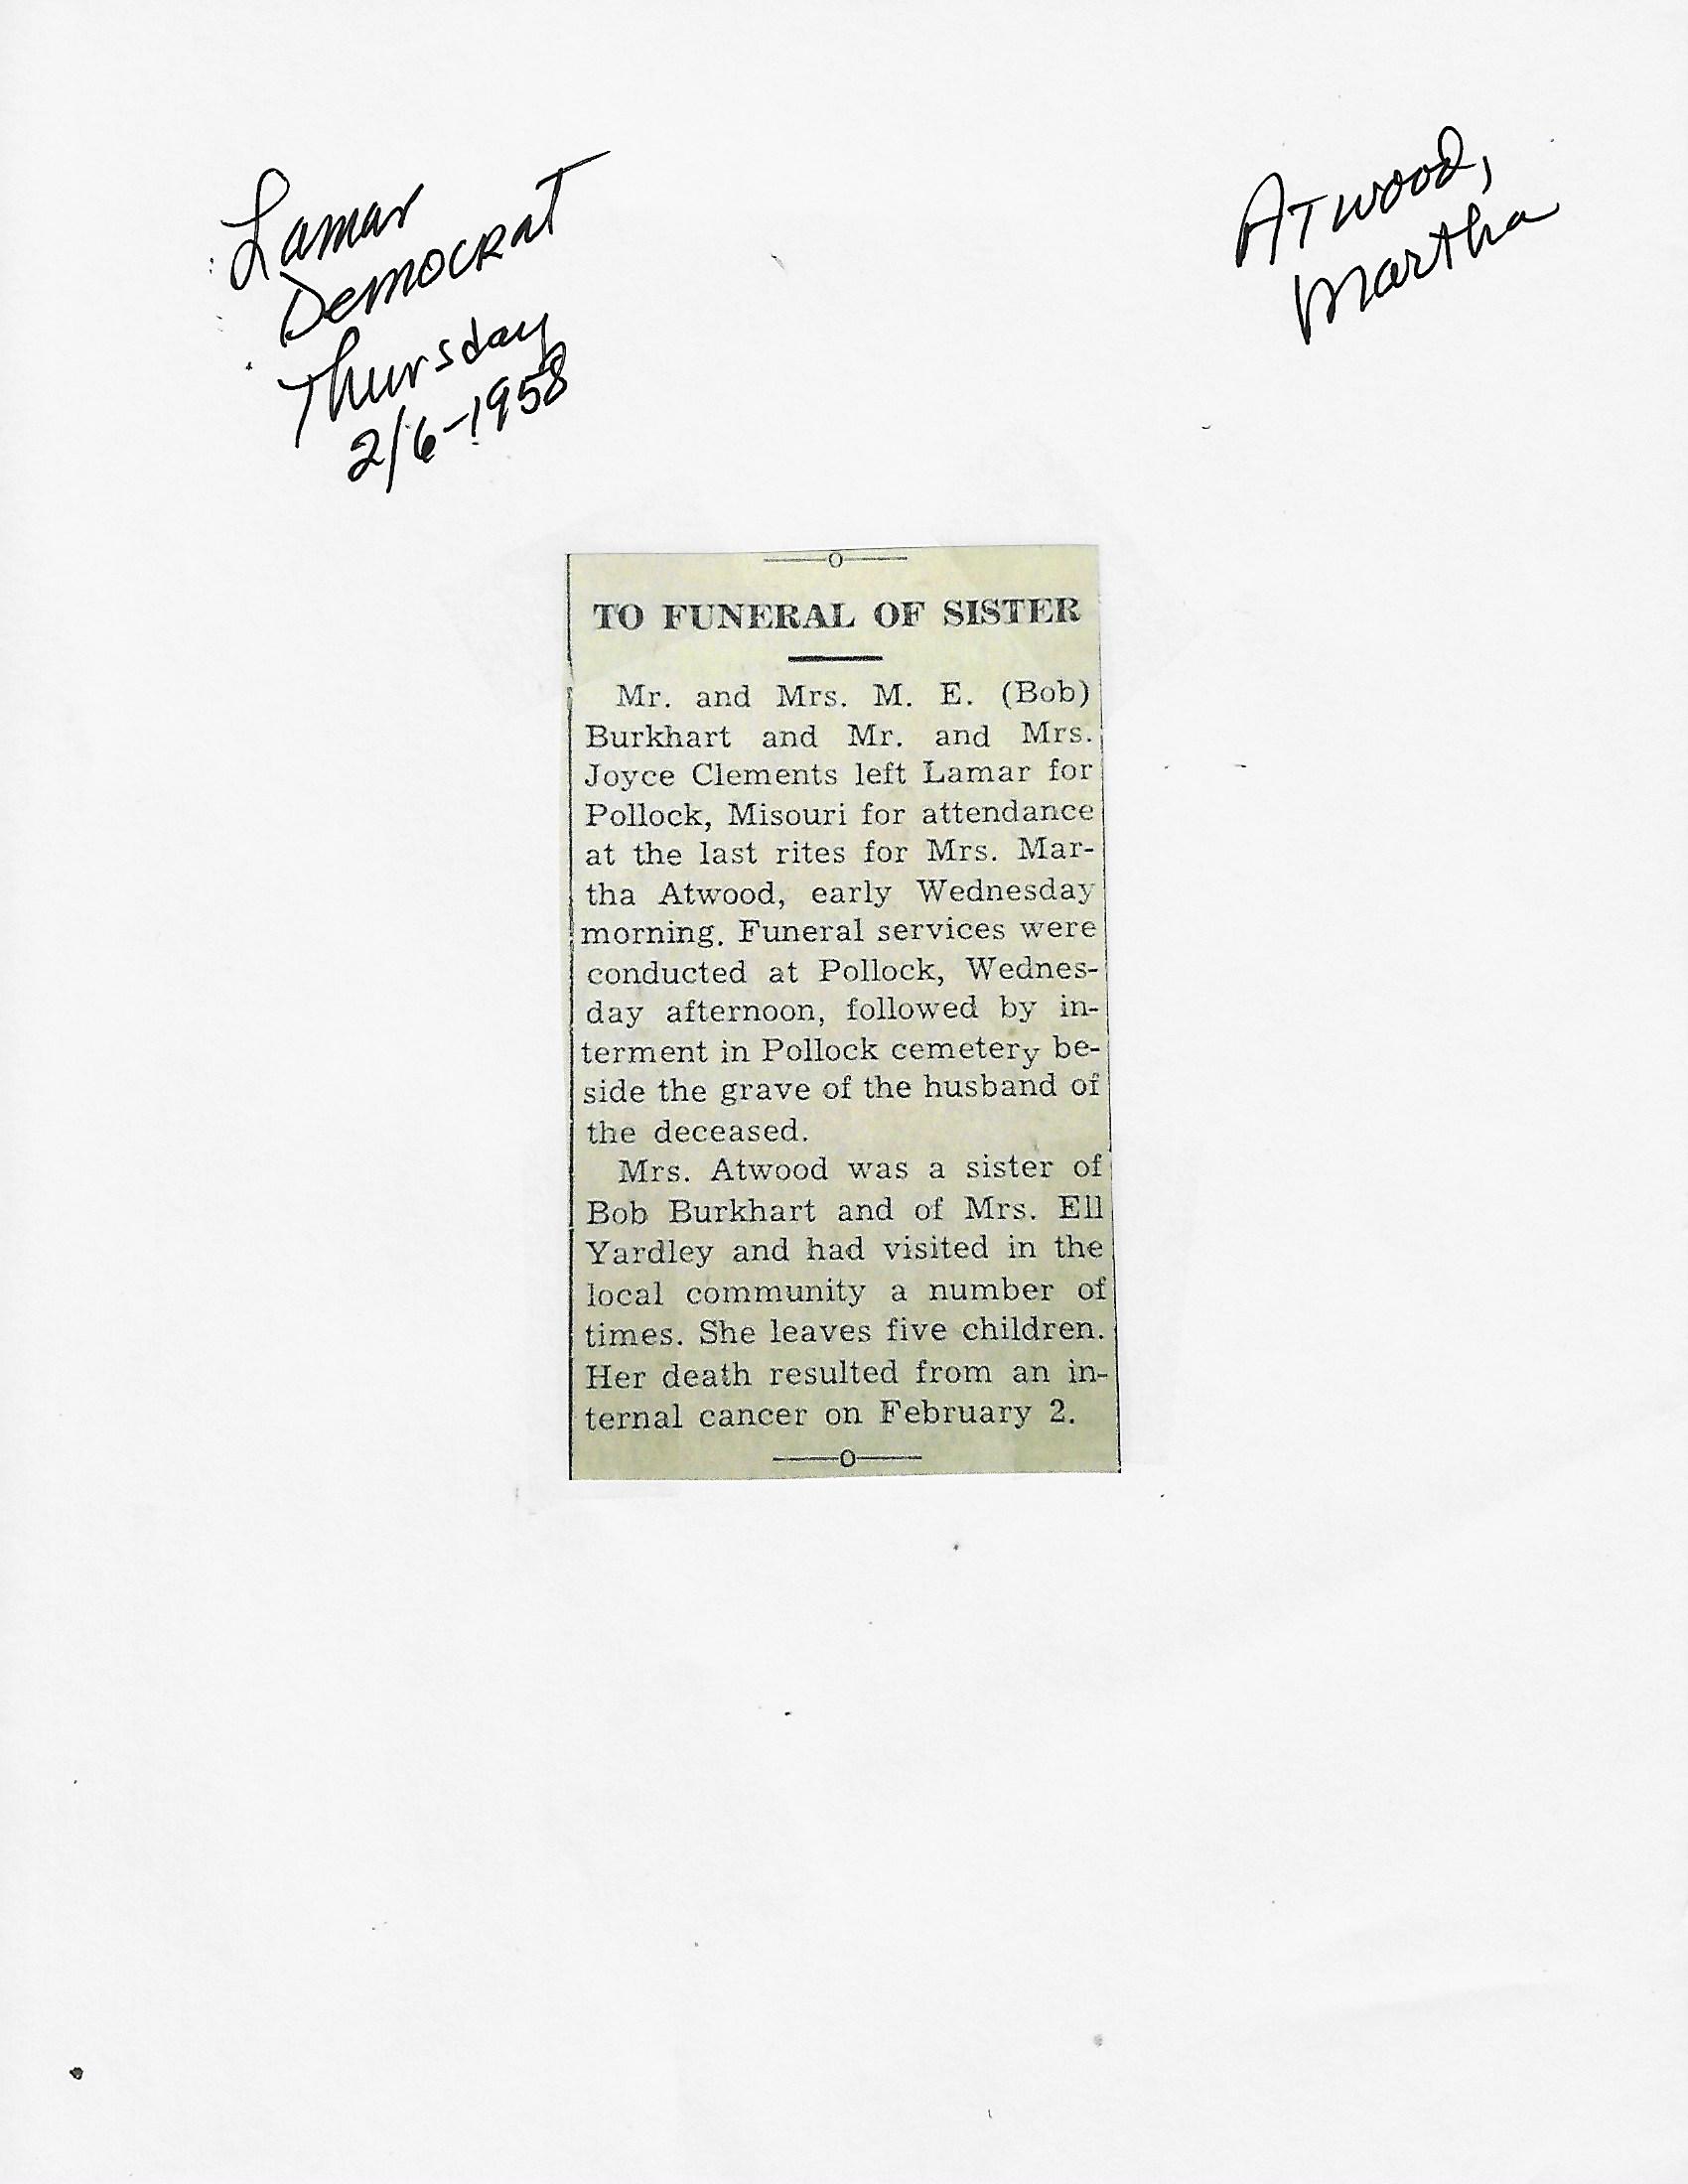 Lamar
Democrat
Thursday
2/6-1958
Atwood,
Martha
TO FUNERAL OF SISTER
Mr. and Mrs. M. E. (Bob)
Burkhart and Mr. and Mrs.
Joyce Clements left Lamar for
Pollock, Misouri for attendance
at the last rites for Mrs. Mar-
tha Atwood, early Wednesday
morning. Funeral services were
conducted at Pollock, Wednes-
day afternoon, followed by in-
terment in Pollock cemetery be-
side the grave of the husband of
the deceased.
Mrs. Atwood was a sister of
Bob Burkhart and of Mrs. Ell
Yardley and had visited in the
local community a number of
times. She leaves five children.
Her death resulted from an in-
ternal cancer on February 2.